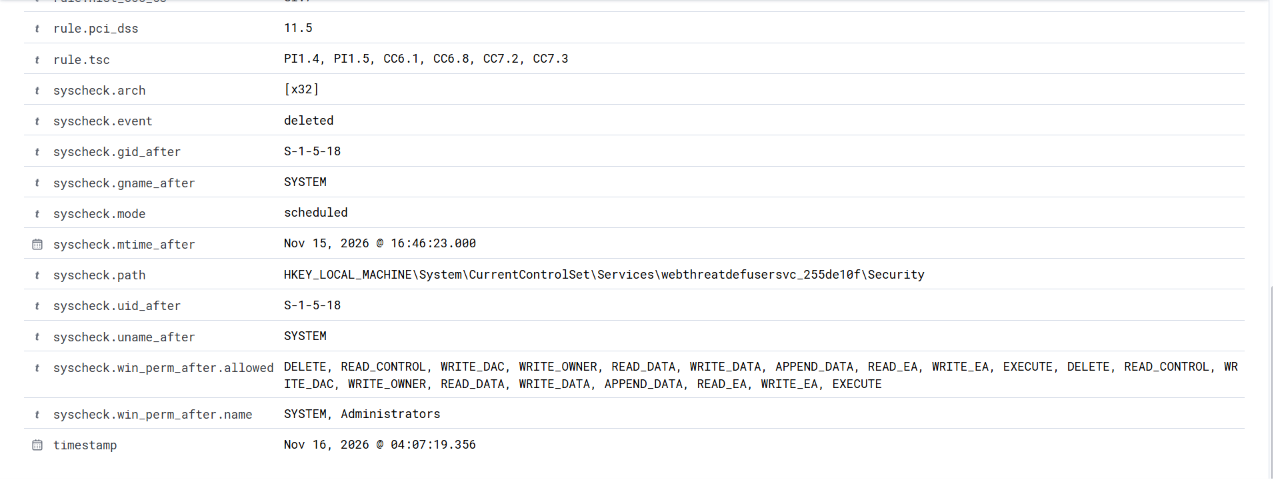 t rule.pci_dss 11.5
t rule.tsc PI1.4, PI1.5, CC6.1, CC6.8, CC7.2, CC7.3
t syscheck.arch [x32]
t syscheck.event deleted
t syscheck.gid_after S-1-5-18
t syscheck.gname_after SYSTEM
t syscheck.mode scheduled
syscheck.mtime_after Nov 15, 2026 @ 16:46:23.000
t syscheck.path HKEY_LOCAL_MACHINE\System\CurrentControlSet\Services\webthreatdefusersvc_255de10f\Security
t syscheck.uid_after S-1-5-18
t syscheck.uname_after SYSTEM
t syscheck.win_perm_after.allowed DELETE, READ_CONTROL, WRITE_DAC, WRITE_OWNER, READ_DATA, WRITE_DATA, APPEND_DATA, READ_EA, WRITE_EA, EXECUTE, DELETE, READ_CONTROL, WR
ITE_DAC, WRITE_OWNER, READ_DATA, WRITE_DATA, APPEND_DATA, READ_EA, WRITE_EA, EXECUTE
t syscheck.win_perm_after.name SYSTEM, Administrators
timestamp Nov 16, 2026 @ 04:07:19.356